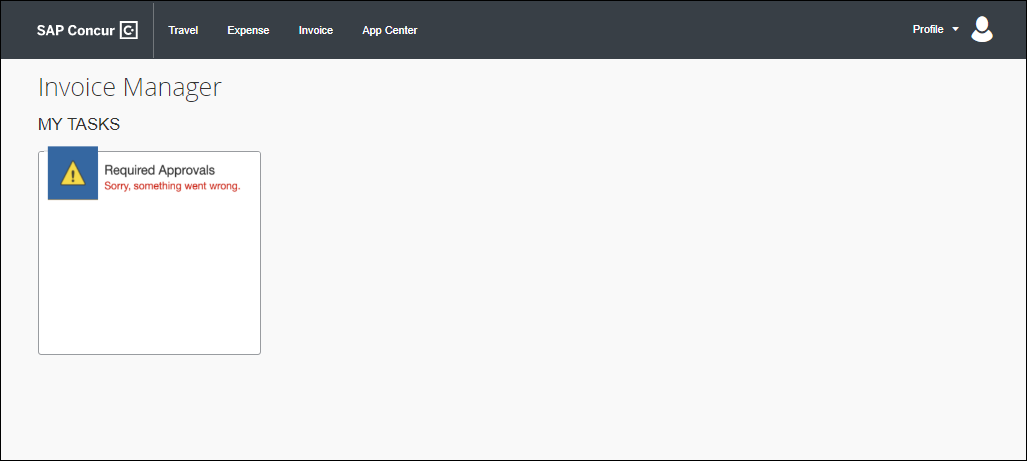 SAP Concur C Travel Expense Invoice App Center Profile
Invoice Manager
MY TASKS
Required Approvals
Sorry, something went wrong.